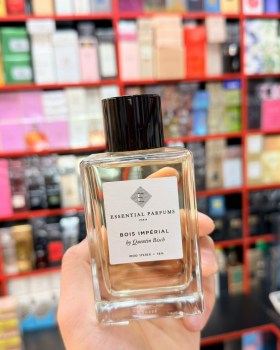 ESSENTIAL PARFUMS
PARIS
BOIS IMPÉRIAL
by Quentin Bisch